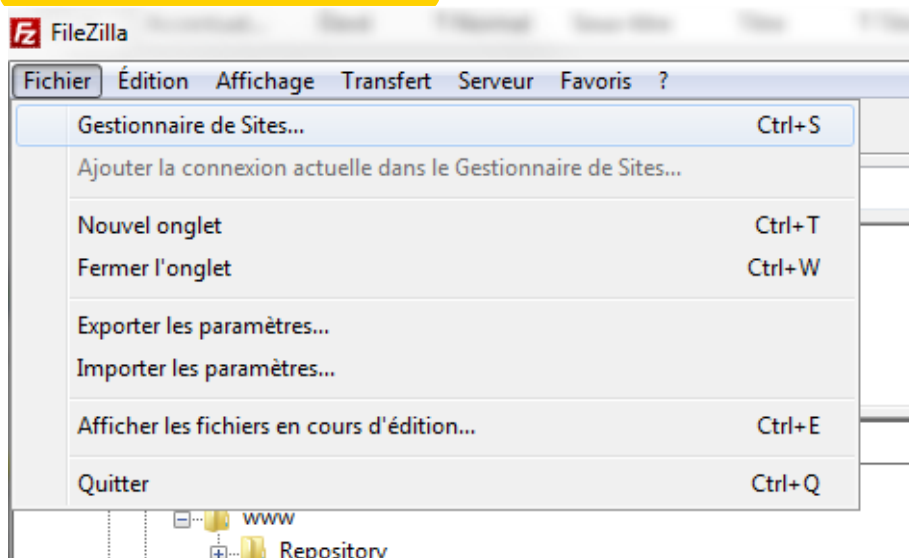 FileZilla
Fichier Édition Affichage Transfert Serveur Favoris ?
Gestionnaire de Sites... Ctrl+S
Ajouter la connexion actuelle dans le Gestionnaire de Sites...
Nouvel onglet Ctrl+T
Fermer l'onglet Ctrl+W
Exporter les paramètres...
Importer les paramètres...
Afficher les fichiers en cours d'édition... Ctrl+E
Quitter Ctrl+Q
www
Repository